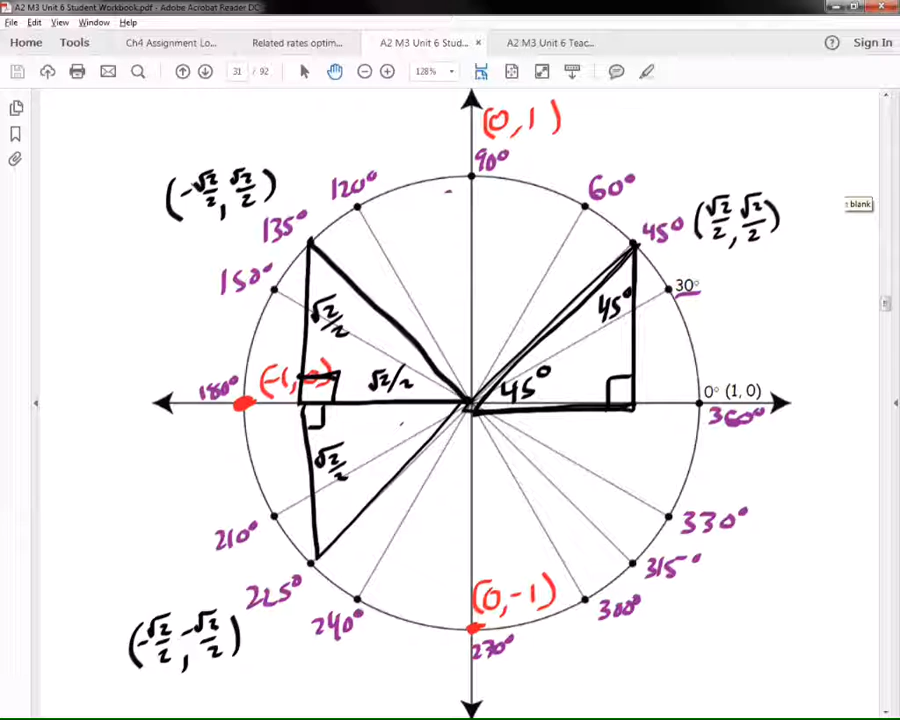 A2 M3 Unit 6 Student Workbook.pdf - Adobe Acrobat Reader DC
File Edit View Window Help
Home Tools Ch4 Assignment Lo... Related rates optim... A2 M3 Unit 6 Stud... × A2 M3 Unit 6 Teac... Sign In
31 / 92 128%
(0, 1)
90°
120° 60°
(-√2/2, √2/2)
135° 45° (√2/2, √2/2)
blank
150° 30°
√2/2 45°
180° (-1, 0) √2/2 45° 0° (1, 0)
360°
√2/2
210° 330°
225° 315°
(0, -1)
240° 300°
270°
(-√2/2, -√2/2)